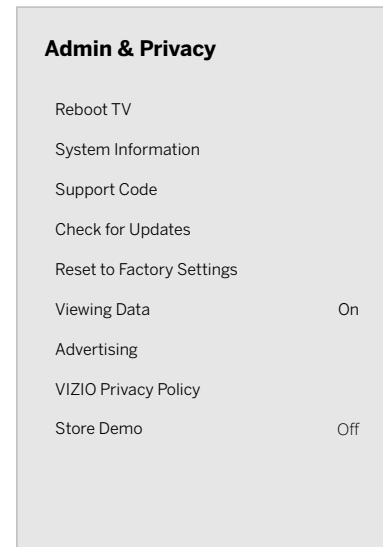 Admin & Privacy
Reboot TV
System Information
Support Code
Check for Updates
Reset to Factory Settings
Viewing Data On
Advertising
VIZIO Privacy Policy
Store Demo Off